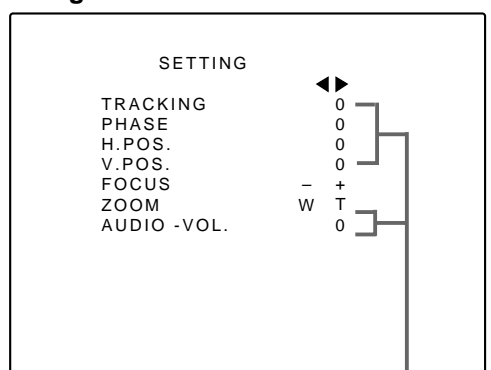 SETTING
◀▶
TRACKING 0
PHASE 0
H.POS. 0
V.POS. 0
FOCUS – +
ZOOM W T
AUDIO -VOL. 0